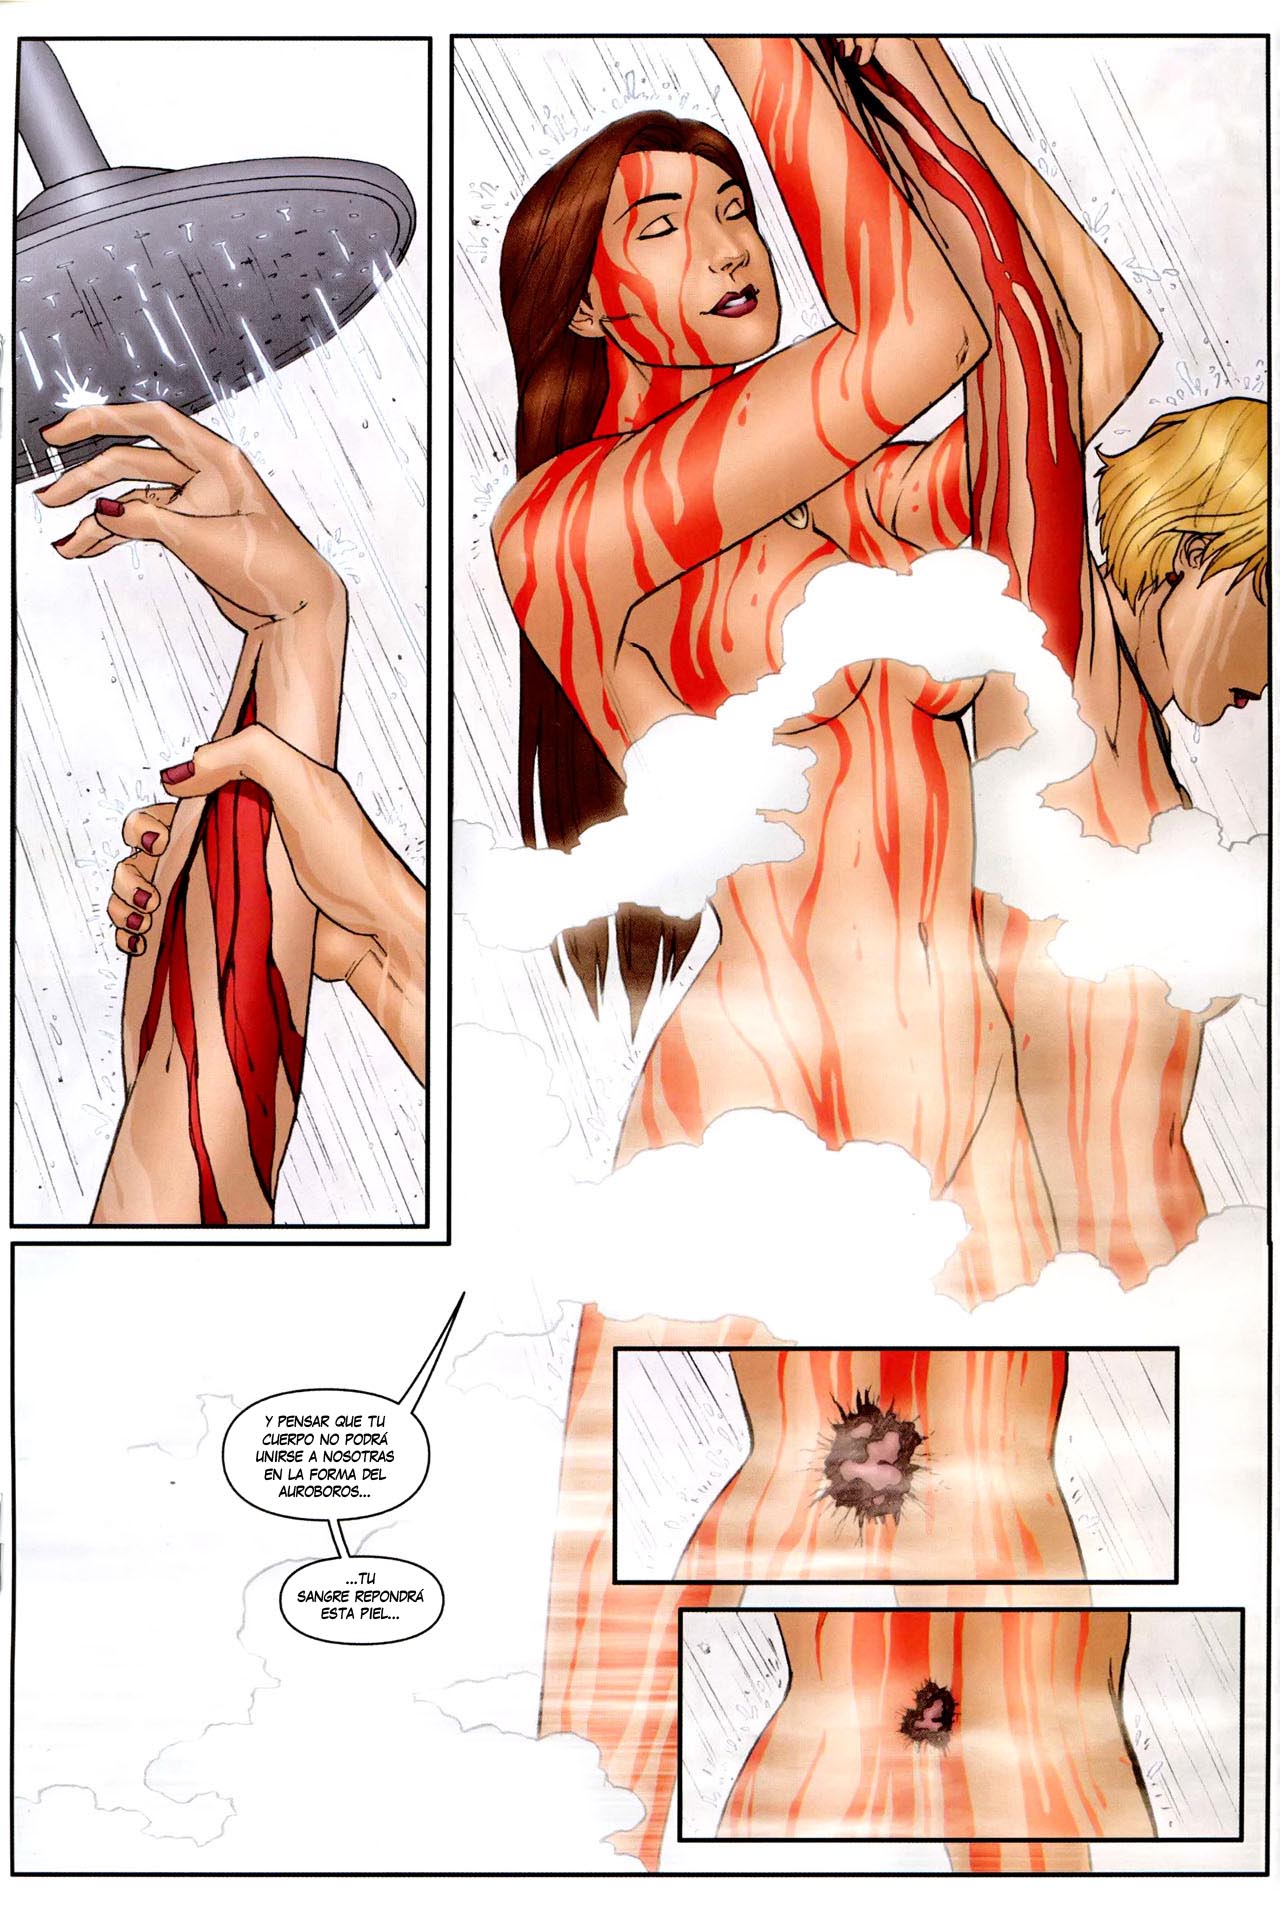 Y PENSAR QUE TU
CUERPO NO PODRÁ
UNIRSE A NOSOTRAS
EN LA FORMA DEL
AUROBOROS...
...TU
SANGRE REPONDRÁ
ESTA PIEL...